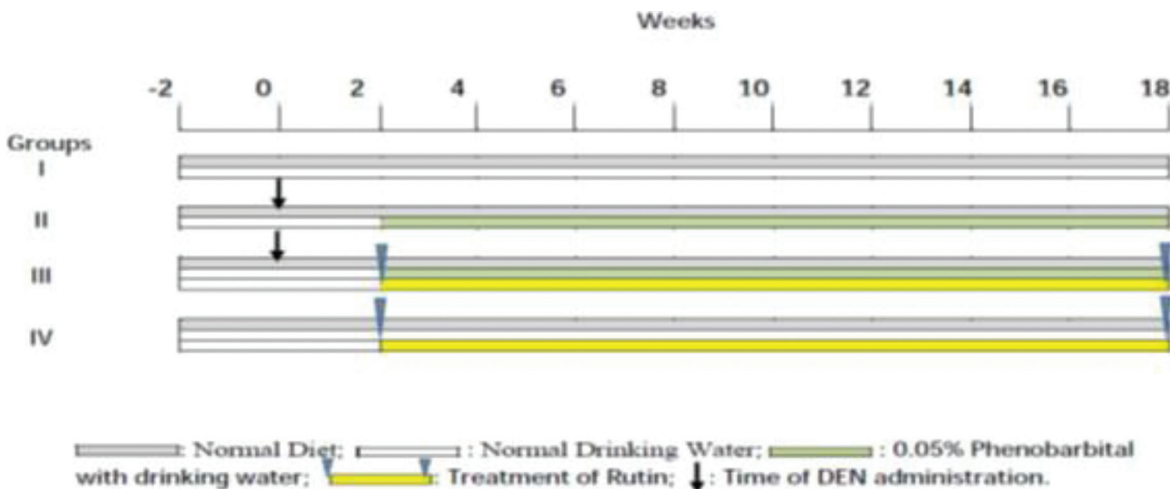 Weeks
-2 0 2 4 6 8 10 12 14 16 18
Groups
I
II
III
IV
: Normal Diet; : Normal Drinking Water; : 0.05% Phenobarbital
with drinking water; : Treatment of Rutin; : Time of DEN administration.